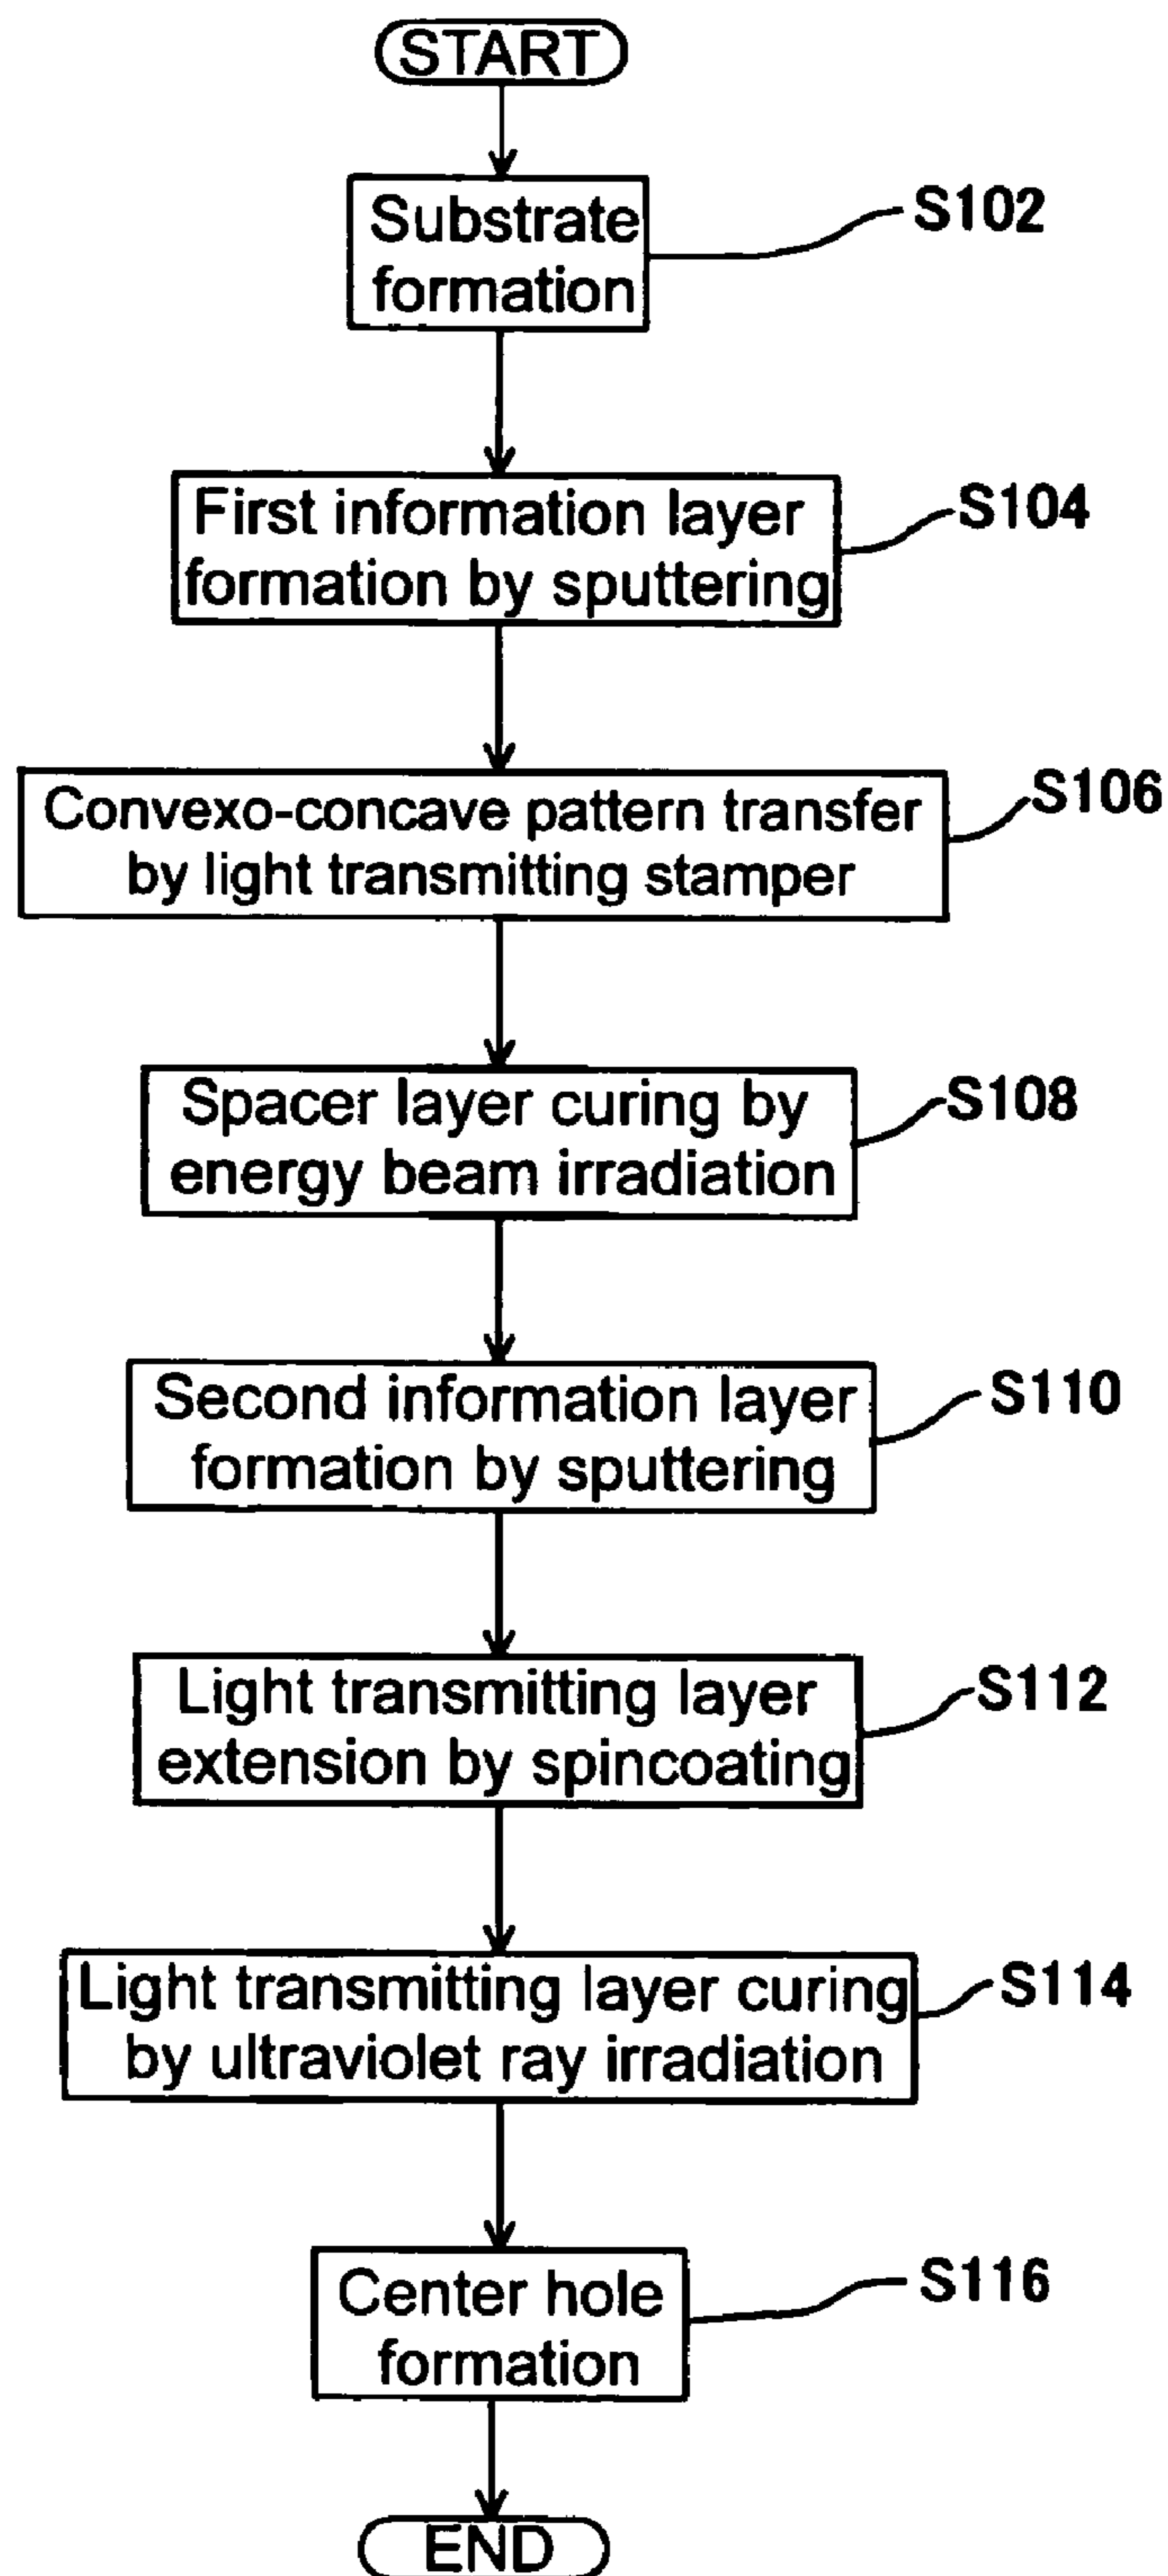 START
Substrate
formation
S102
First information layer
formation by sputtering
S104
Convexo-concave pattern transfer
by light transmitting stamper
S106
Spacer layer curing by
energy beam irradiation
S108
Second information layer
formation by sputtering
S110
Light transmitting layer
extension by spincoating
S112
Light transmitting layer curing
by ultraviolet ray irradiation
S114
Center hole
formation
S116
END